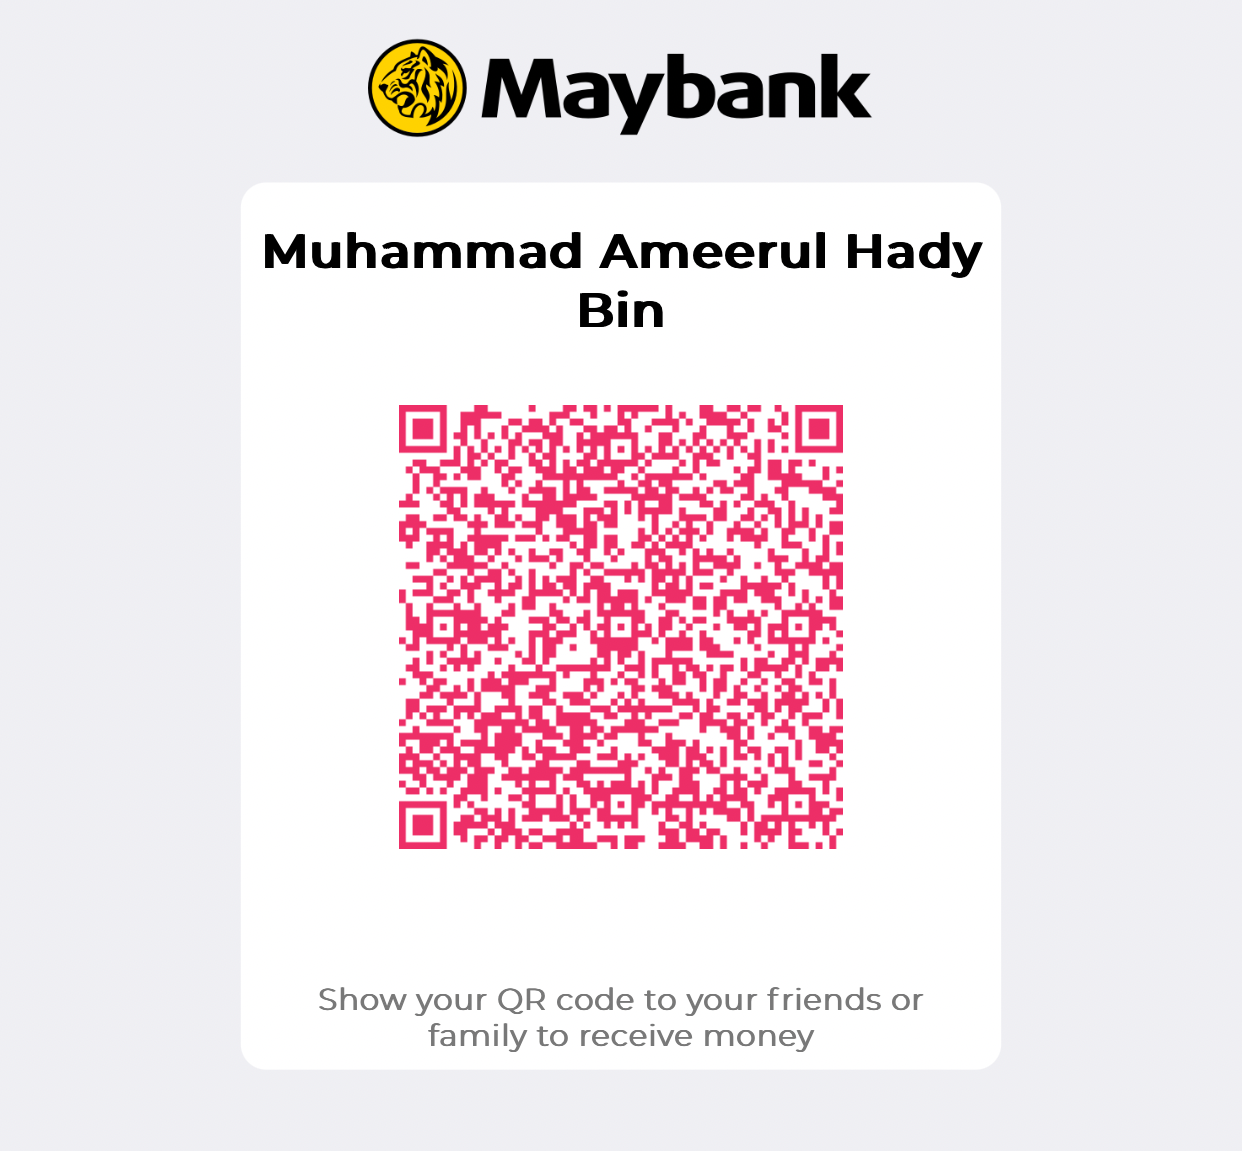 Maybank
Muhammad Ameerul Hady
Bin
Show your QR code to your friends or
family to receive money